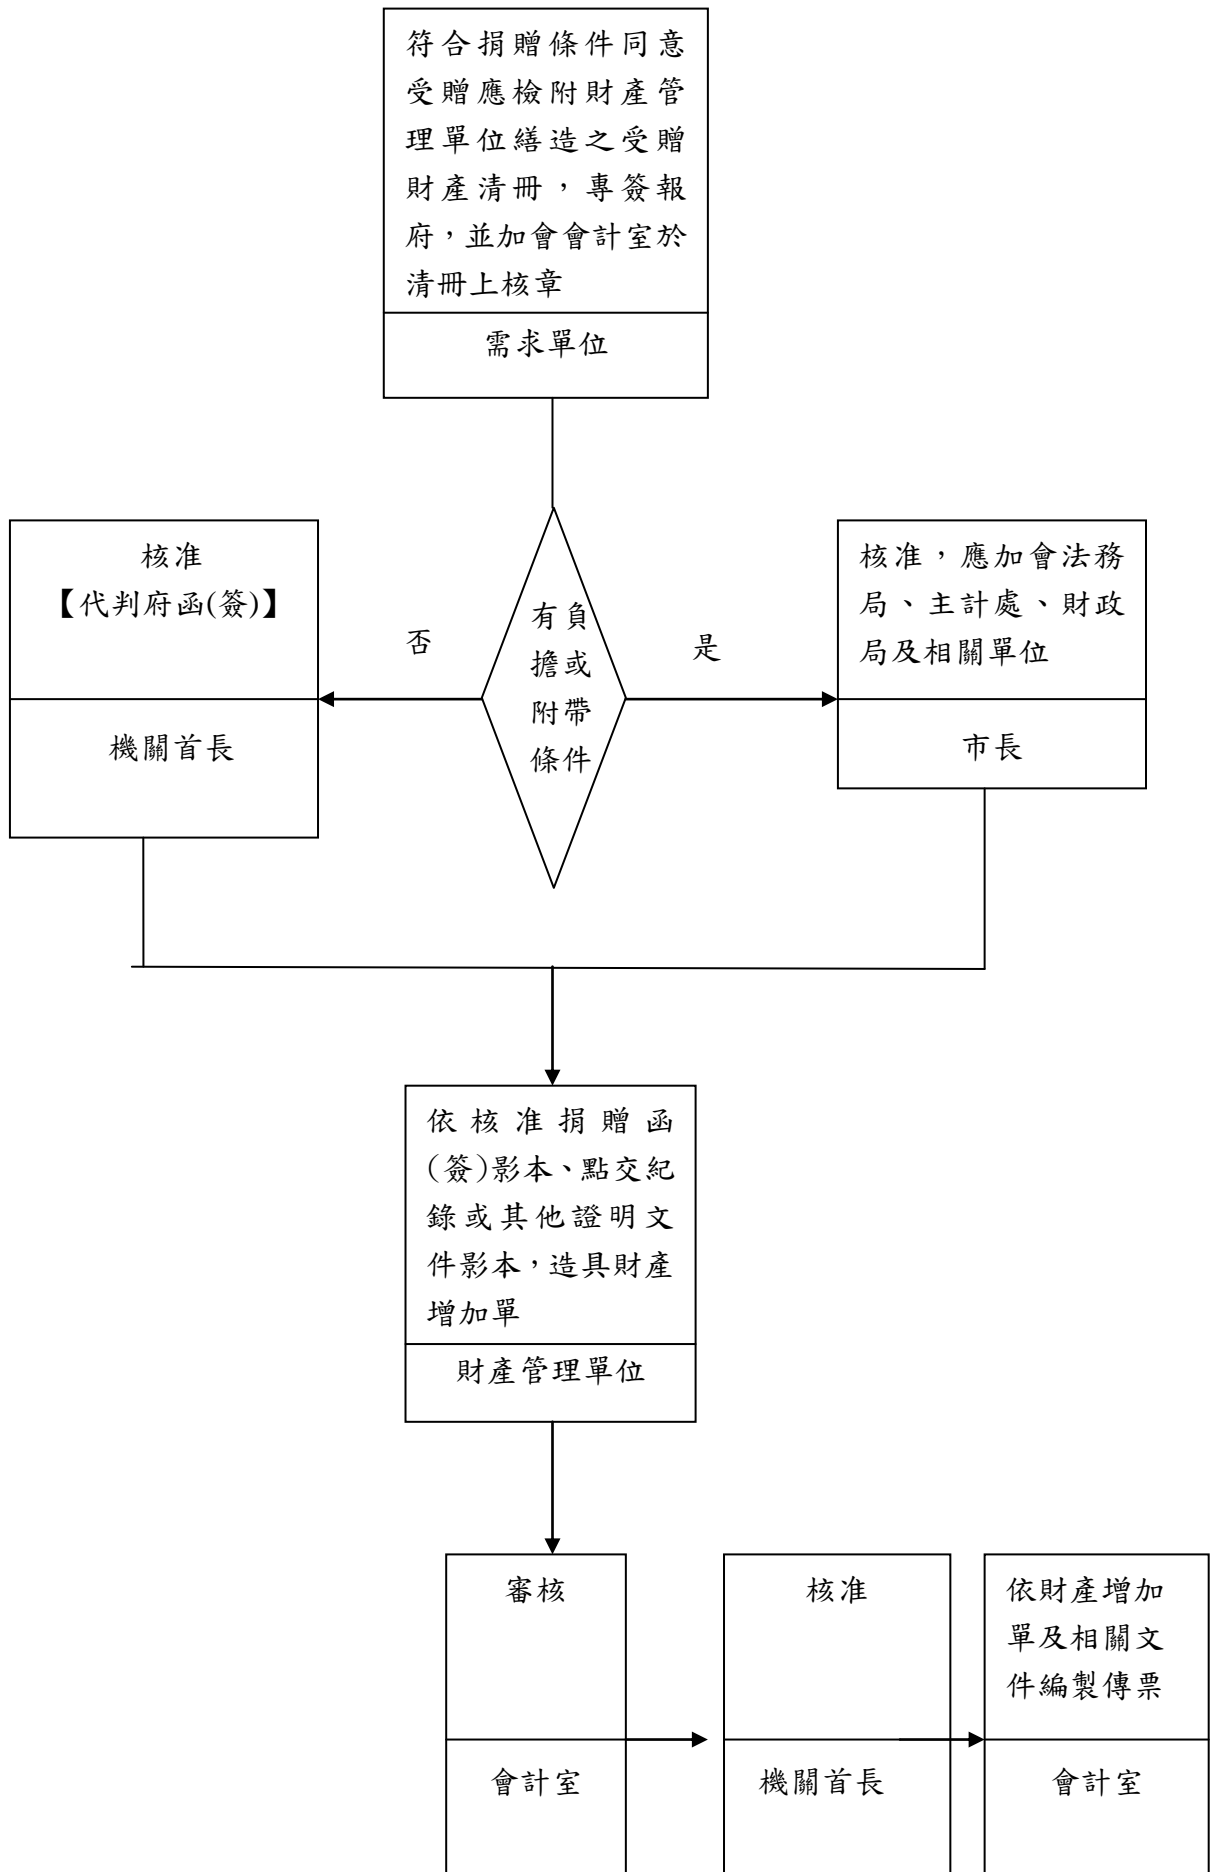 符合捐贈條件同意
受贈應檢附財產管
理單位繕造之受贈
財產清冊，專簽報
府，並加會會計室於
清冊上核章
需求單位
核准
【代判府函(簽)】
機關首長
否
有負
擔或
附帶
條件
是
核准，應加會法務
局、主計處、財政
局及相關單位
市長
依核准捐贈函
(簽)影本、點交紀
錄或其他證明文
件影本，造具財產
增加單
財產管理單位
審核
會計室
核准
機關首長
依財產增加
單及相關文
件編製傳票
會計室